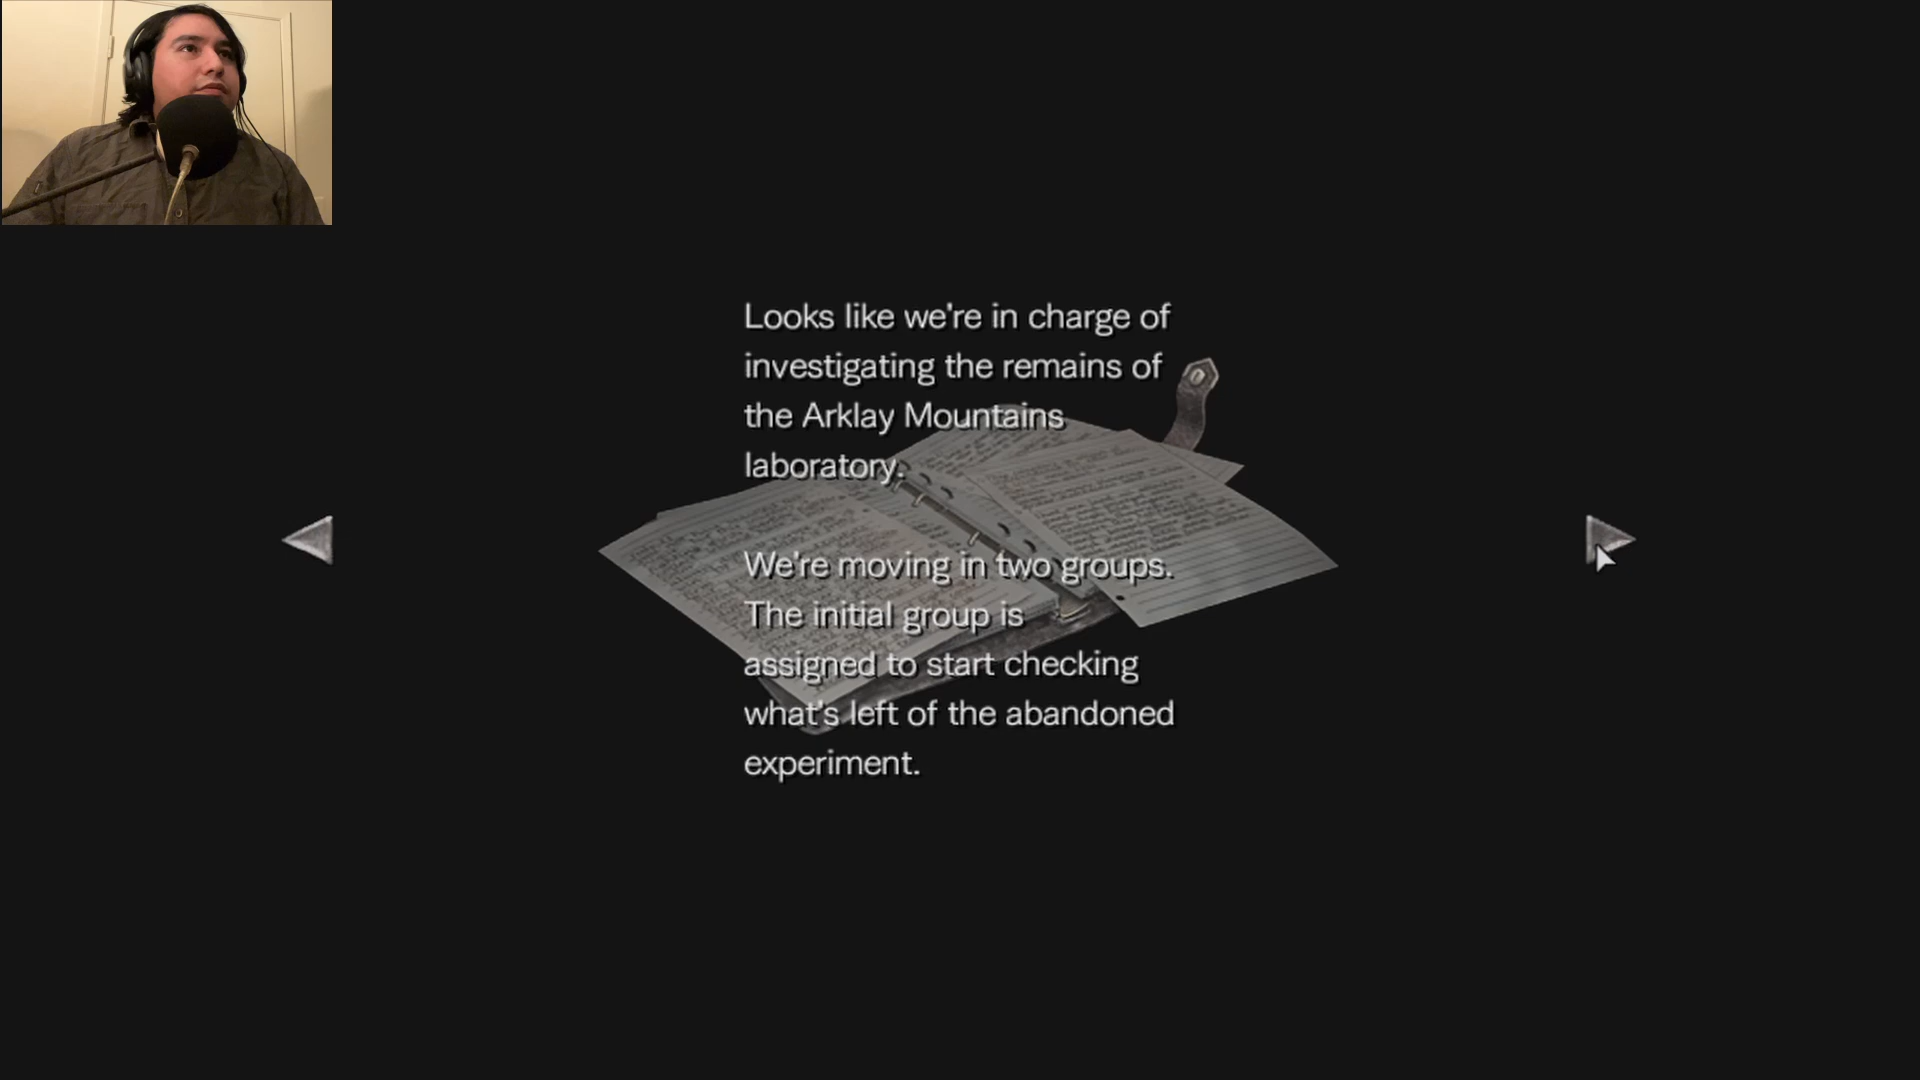 Looks like we're in charge of
investigating the remains of
the Arklay Mountains
laboratory.
We're moving in two groups.
The initial group is
assigned to start checking
what's left of the abandoned
experiment.